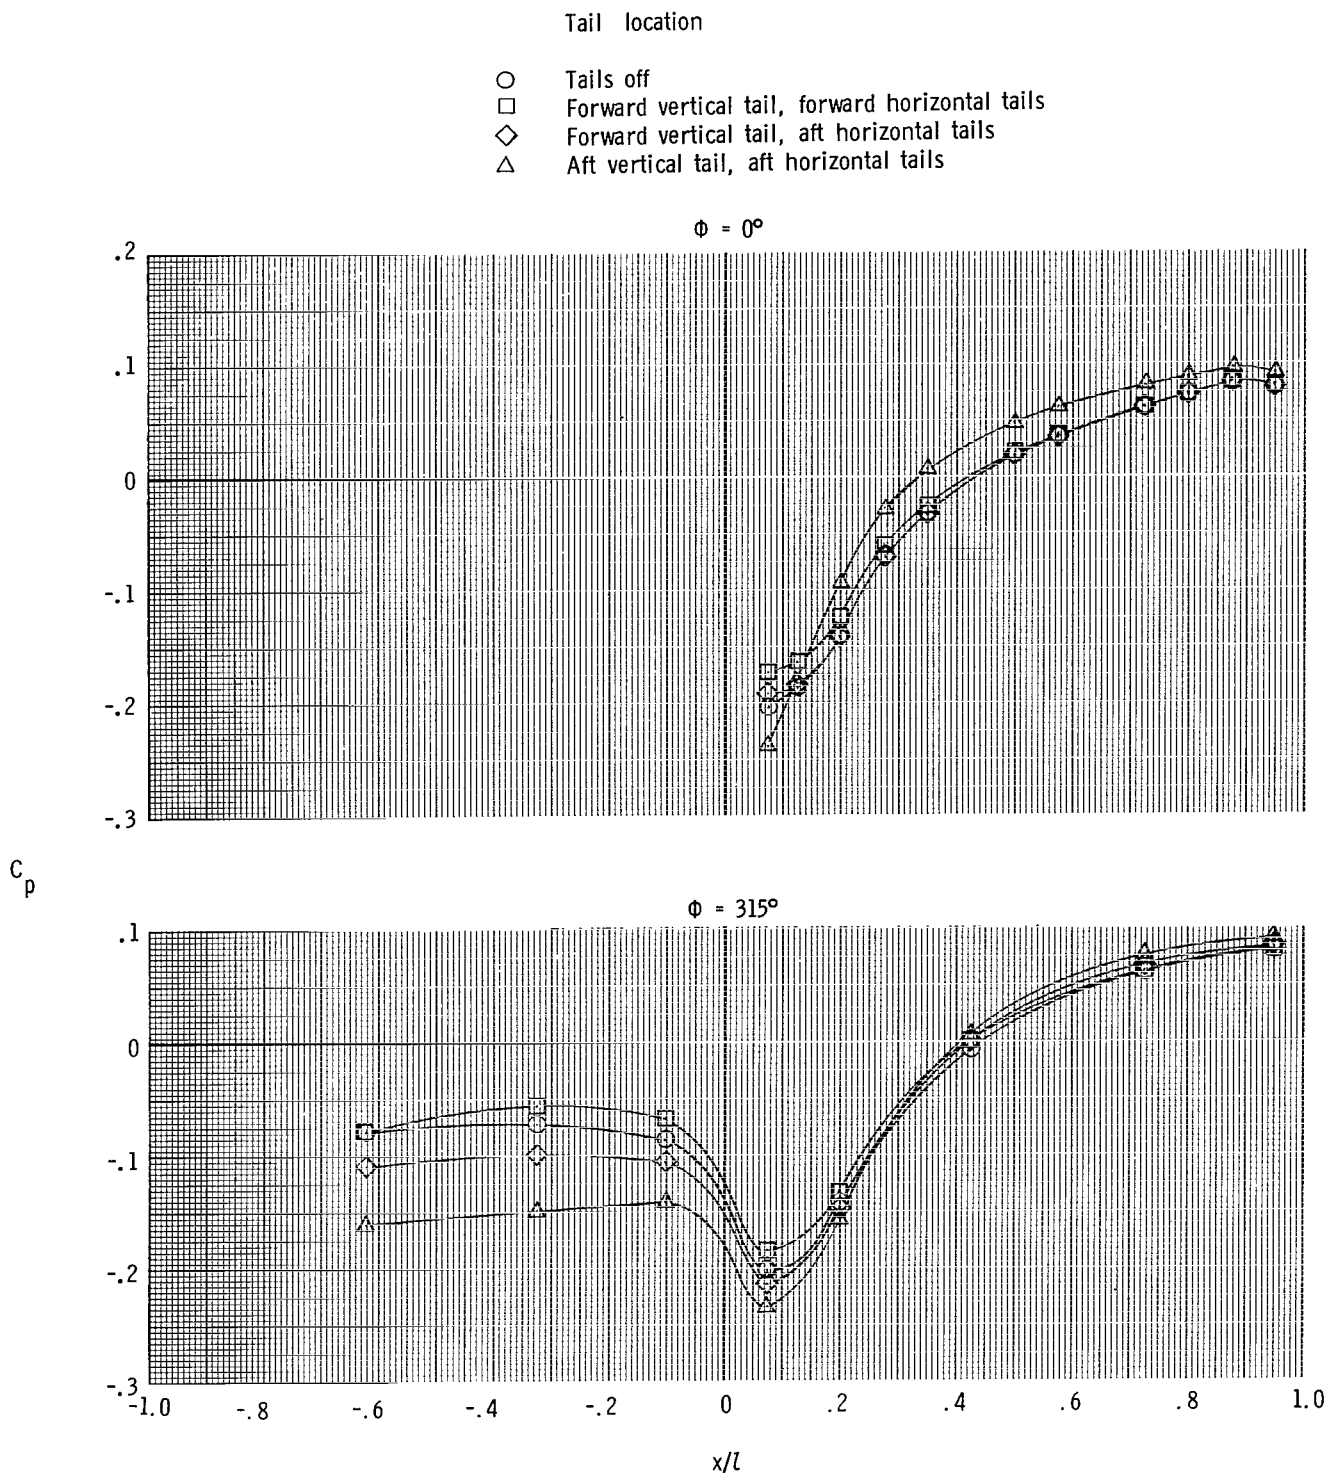 Tail location
Tails off
Forward vertical tail, forward horizontal tails
Forward vertical tail, aft horizontal tails
Aft vertical tail, aft horizontal tails
Φ = 0°
.2
.1
0
-.1
-.2
-.3
Cp
Φ = 315°
.1
0
-.1
-.2
-.3
-1.0 -.8 -.6 -.4 -.2 0 .2 .4 .6 .8 1.0
x/l